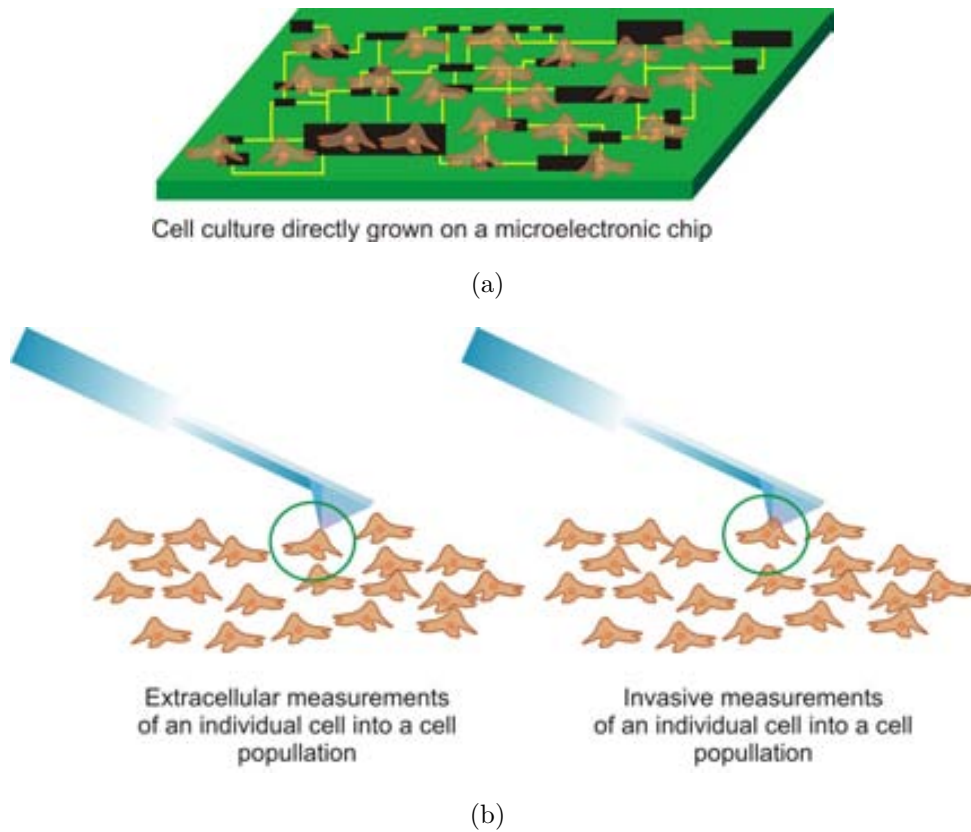 Cell culture directly grown on a microelectronic chip
(a)
Extracellular measurements
of an individual cell into a cell
popullation
Invasive measurements
of an individual cell into a cell
popullation
(b)